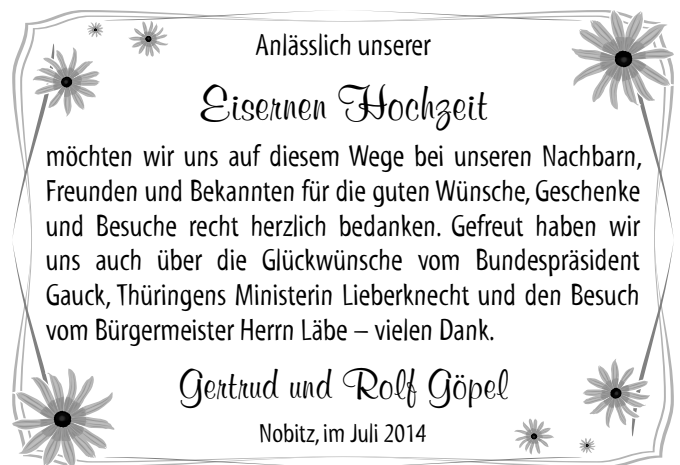 Anlässlich unserer
Eisernen Hochzeit
möchten wir uns auf diesem Wege bei unseren Nachbarn,
Freunden und Bekannten für die guten Wünsche, Geschenke
und Besuche recht herzlich bedanken. Gefreut haben wir
uns auch über die Glückwünsche vom Bundespräsident
Gauck, Thüringens Ministerin Lieberknecht und den Besuch
vom Bürgermeister Herrn Läbe – vielen Dank.
Gertrud und Rolf Göpel
Nobitz, im Juli 2014